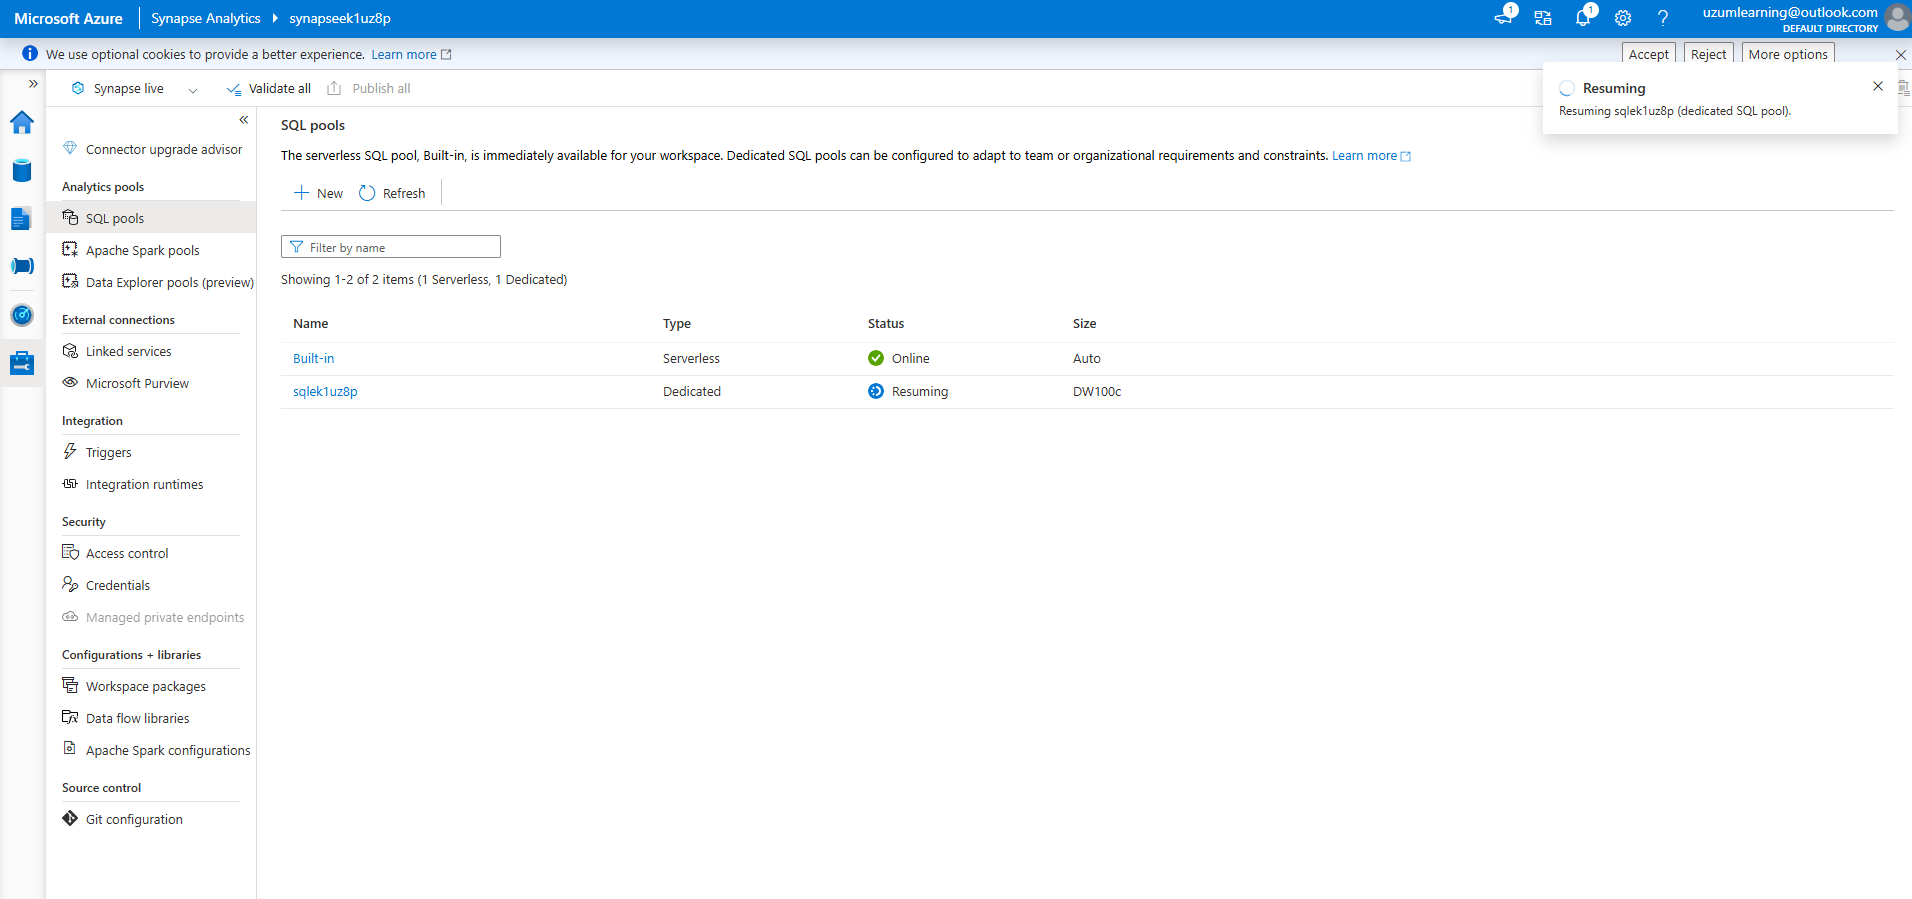 Microsoft Azure
Synapse Analytics
synapseek1uz8p
1
1
uzumlearning@outlook.com
DEFAULT DIRECTORY
We use optional cookies to provide a better experience. Learn more
Accept
Reject
More options
Synapse live
Validate all
Publish all
Resuming
Resuming sqlek1uz8p (dedicated SQL pool).
Connector upgrade advisor
Analytics pools
SQL pools
Apache Spark pools
Data Explorer pools (preview)
External connections
Linked services
Microsoft Purview
Integration
Triggers
Integration runtimes
Security
Access control
Credentials
Managed private endpoints
Configurations + libraries
Workspace packages
Data flow libraries
Apache Spark configurations
Source control
Git configuration
SQL pools
The serverless SQL pool, Built-in, is immediately available for your workspace. Dedicated SQL pools can be configured to adapt to team or organizational requirements and constraints. Learn more
New
Refresh
Filter by name
Showing 1-2 of 2 items (1 Serverless, 1 Dedicated)
Name Type Status Size
Built-in Serverless Online Auto
sqlek1uz8p Dedicated Resuming DW100c